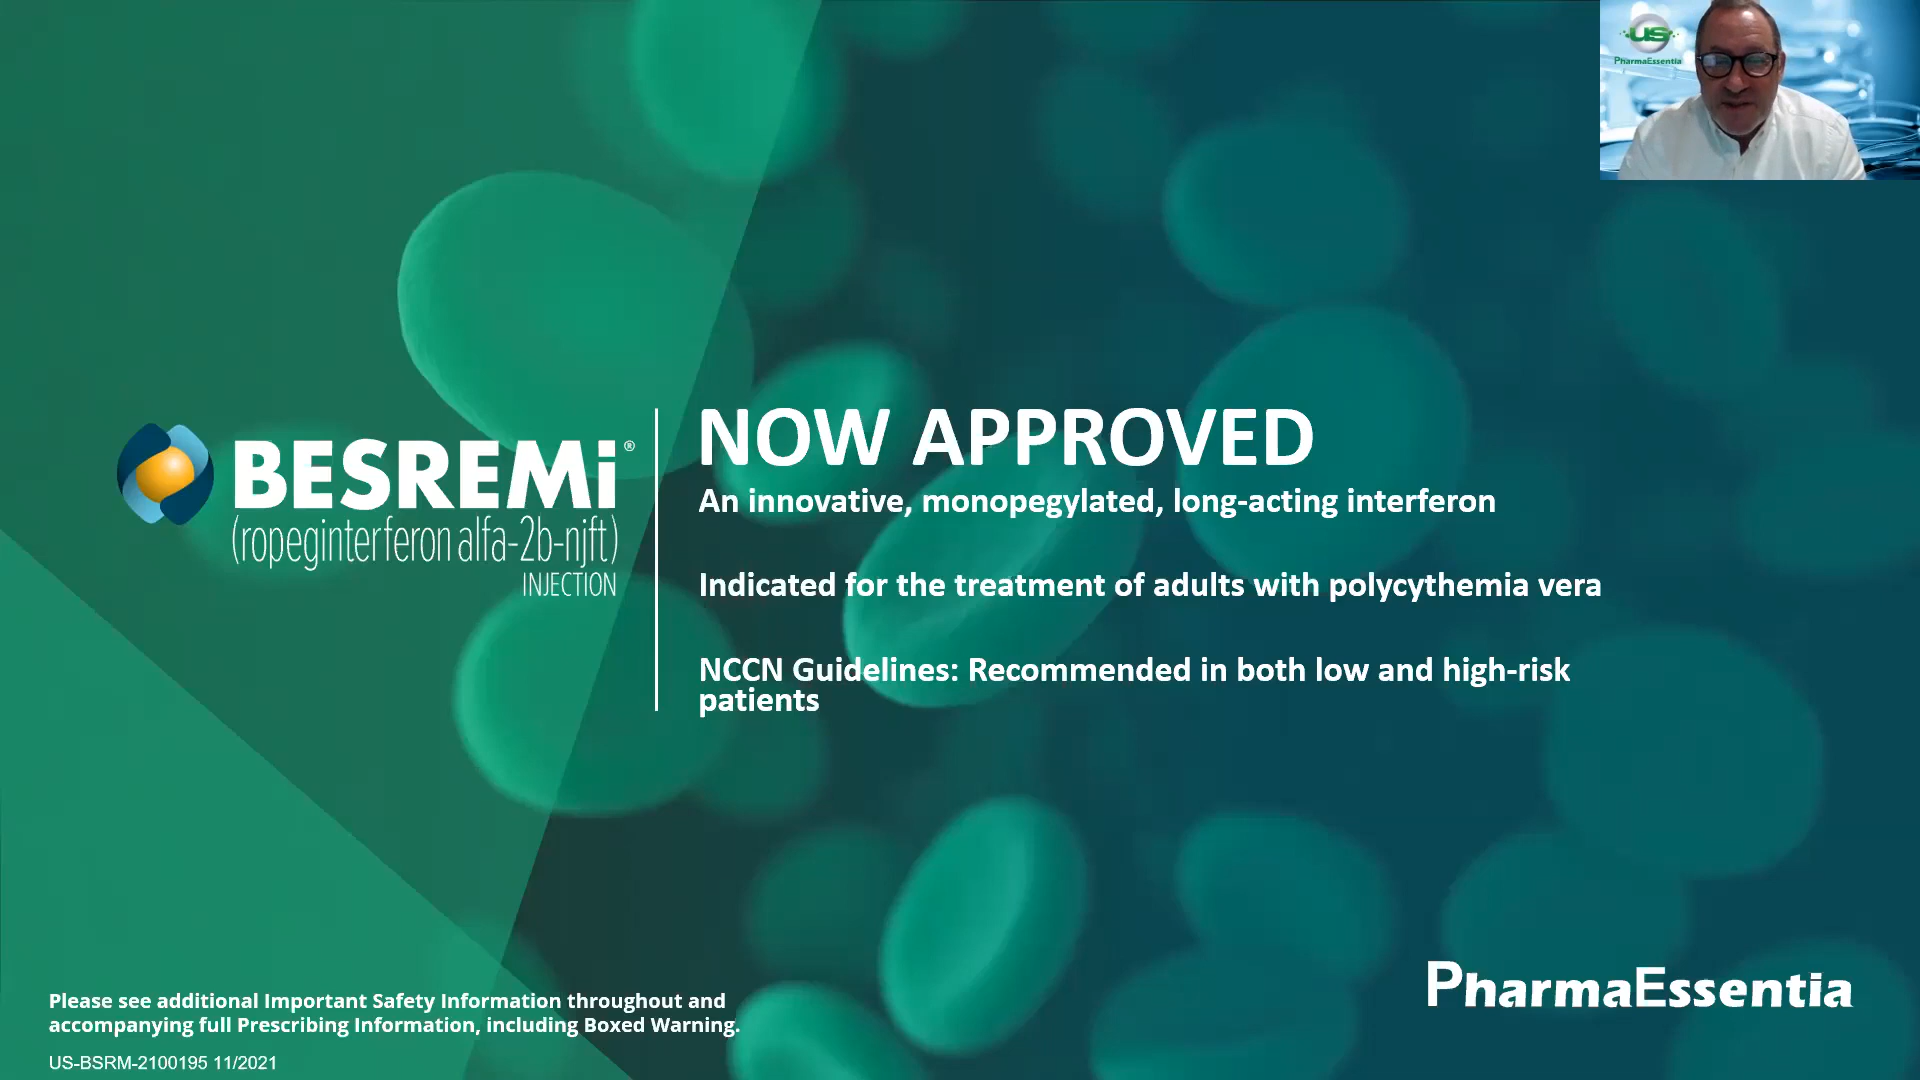 US
PharmaEssentia
BESREMi®
(ropeginterferon alfa-2b-njft)
INJECTION
NOW APPROVED
An innovative, monopegylated, long-acting interferon
Indicated for the treatment of adults with polycythemia vera
NCCN Guidelines: Recommended in both low and high-risk
patients
Please see additional Important Safety Information throughout and
accompanying full Prescribing Information, including Boxed Warning.
US-BSRM-2100195 11/2021
PharmaEssentia